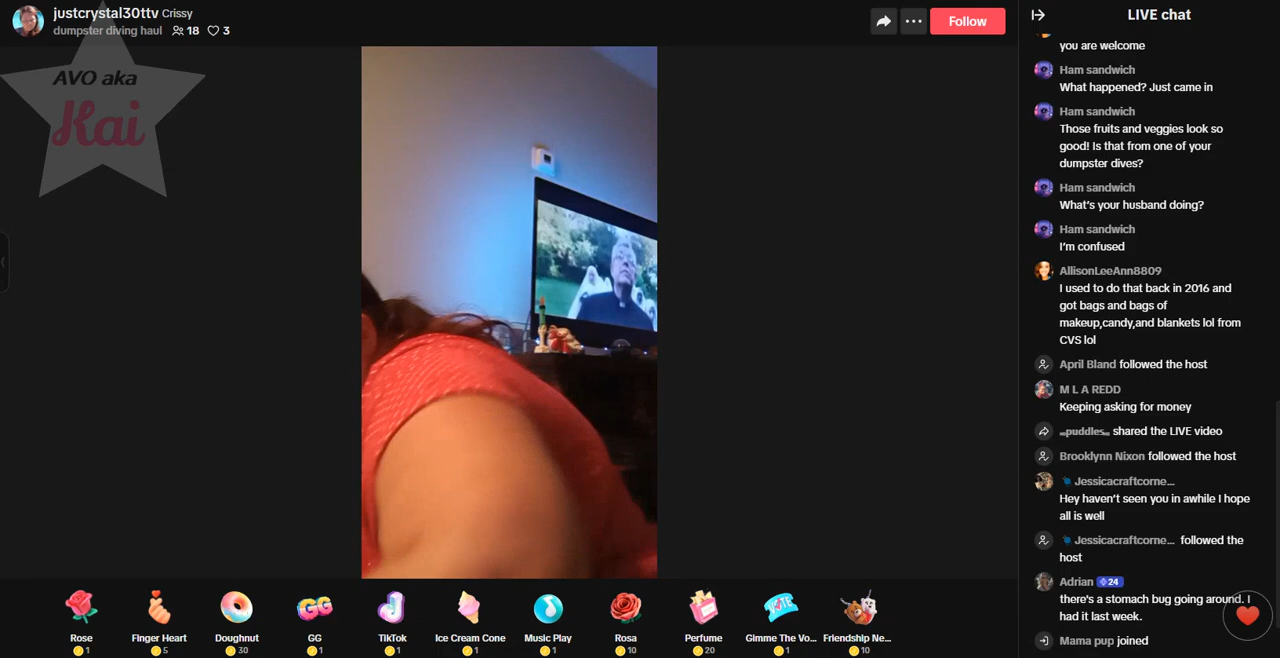 justcrystal30ttv Crissy
dumpster diving haul 18 3
Follow
AVO aka
Kai
LIVE chat
you are welcome
Ham sandwich
What happened? Just came in
Ham sandwich
Those fruits and veggies look so
good! Is that from one of your
dumpster dives?
Ham sandwich
What's your husband doing?
Ham sandwich
I'm confused
AllisonLeeAnn8809
I used to do that back in 2016 and
got bags and bags of
makeup,candy,and blankets lol from
CVS lol
April Bland followed the host
M L A REDD
Keeping asking for money
puddles shared the LIVE video
Brooklynn Nixon followed the host
Jessicacraftcorne...
Hey haven't seen you in awhile I hope
all is well
Jessicacraftcorne... followed the
host
Adrian 24
there's a stomach bug going around. I
had it last week.
Mama pup joined
Rose
1
Finger Heart
5
Doughnut
30
GG
GG
1
TikTok
1
Ice Cream Cone
1
Music Play
1
Rosa
10
Perfume
20
VOTE
Gimme The Vo...
1
Friendship Ne...
10